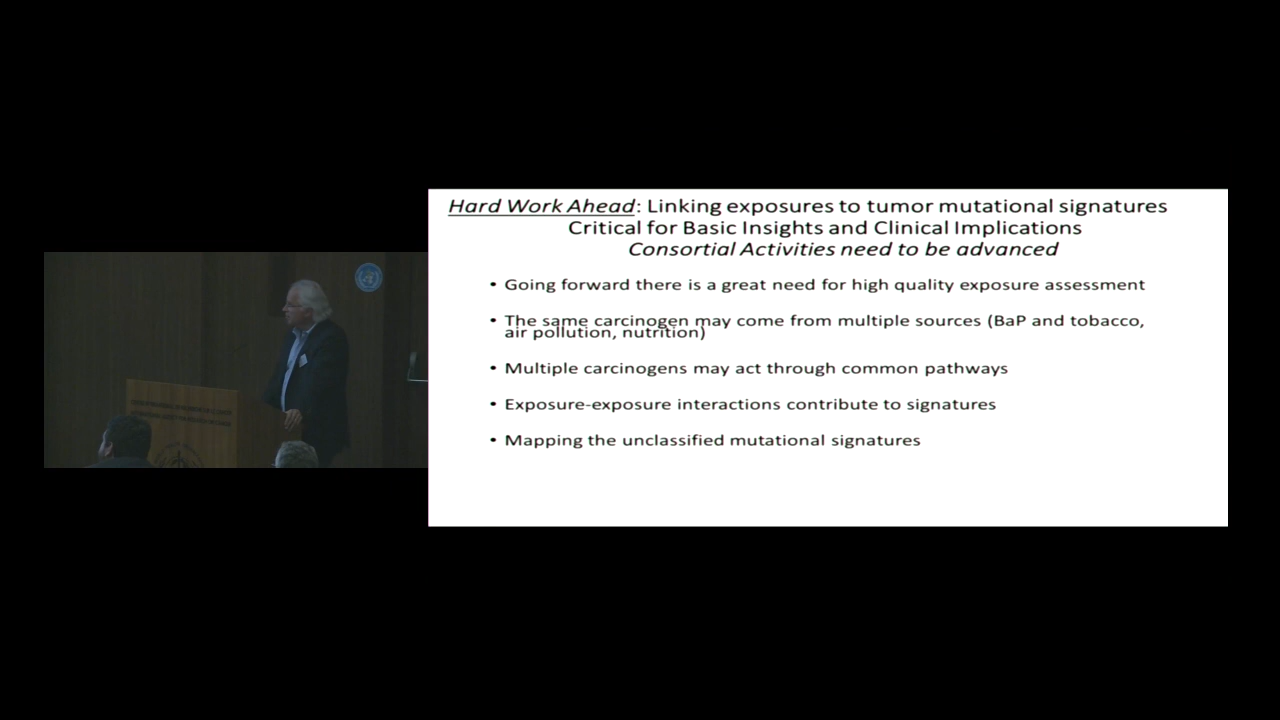 Hard Work Ahead: Linking exposures to tumor mutational signatures
Critical for Basic Insights and Clinical Implications
Consortial Activities need to be advanced
• Going forward there is a great need for high quality exposure assessment
• The same carcinogen may come from multiple sources (BaP and tobacco,
air pollution, nutrition)
• Multiple carcinogens may act through common pathways
• Exposure-exposure interactions contribute to signatures
• Mapping the unclassified mutational signatures